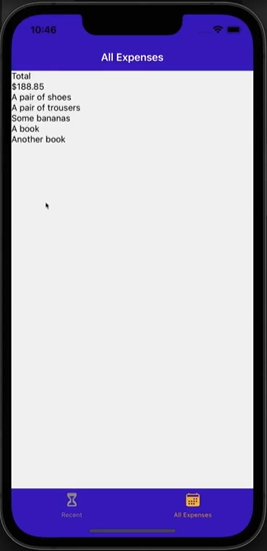 10:46
All Expenses
Total
$188.85
A pair of shoes
A pair of trousers
Some bananas
A book
Another book
Recent
All Expenses